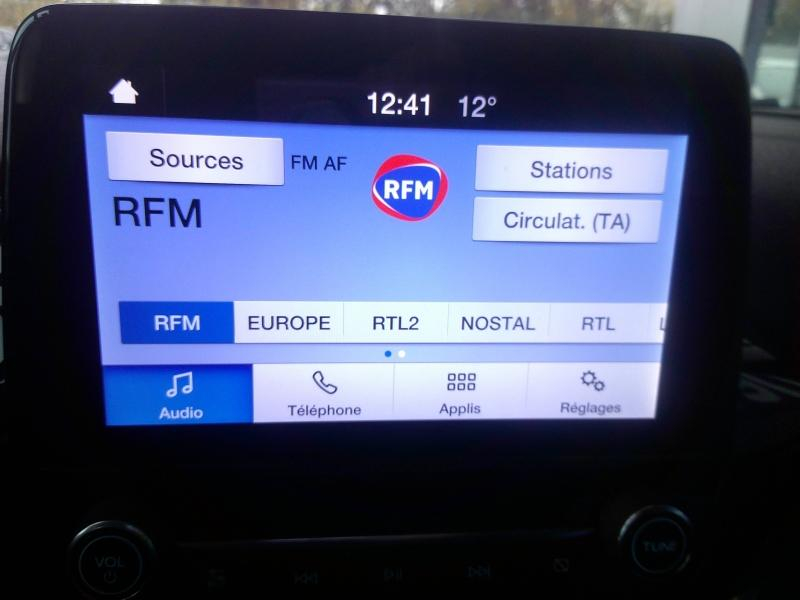 12:41 12°
Sources FM AF RFM Stations
RFM Circulat. (TA)
RFM EUROPE RTL2 NOSTAL RTL
Audio Téléphone Applis Réglages
VOL TUNE